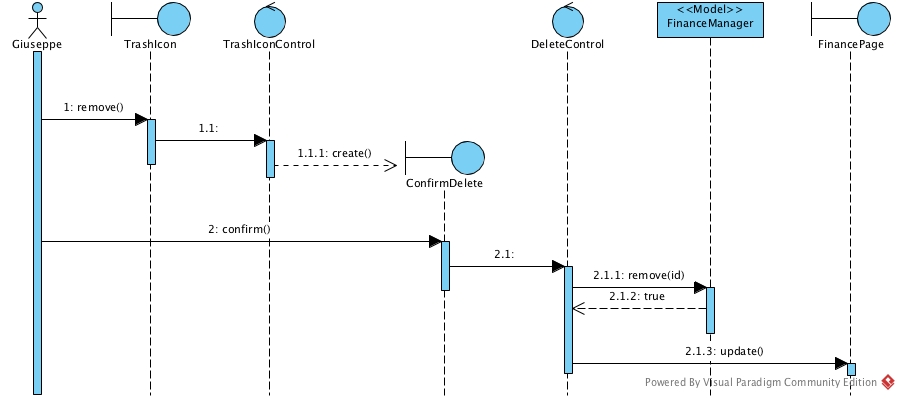 <<Model>>
FinanceManager
Giuseppe
TrashIcon
TrashIconControl
DeleteControl
FinancePage
1: remove()
1.1:
1.1.1: create()
ConfirmDelete
2: confirm()
2.1:
2.1.1: remove(id)
2.1.2: true
2.1.3: update()
Powered By Visual Paradigm Community Edition